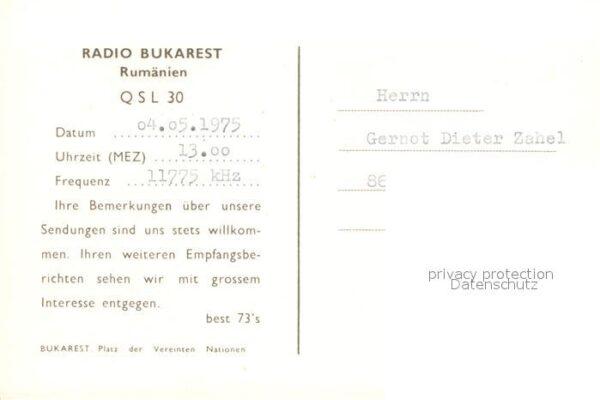 RADIO BUKAREST
Rumänien
QSL 30
Datum 04.05.1975
Uhrzeit (MEZ) 13.00
Frequenz 11775 kHz
Ihre Bemerkungen über unsere
Sendungen sind uns stets willkom-
men. Ihren weiteren Empfangsbe-
richten sehen wir mit grossem
Interesse entgegen.
best 73's
BUKAREST. Platz der Vereinten Nationen
Herrn
Gernot Dieter Zahel
86
privacy protection
Datenschutz